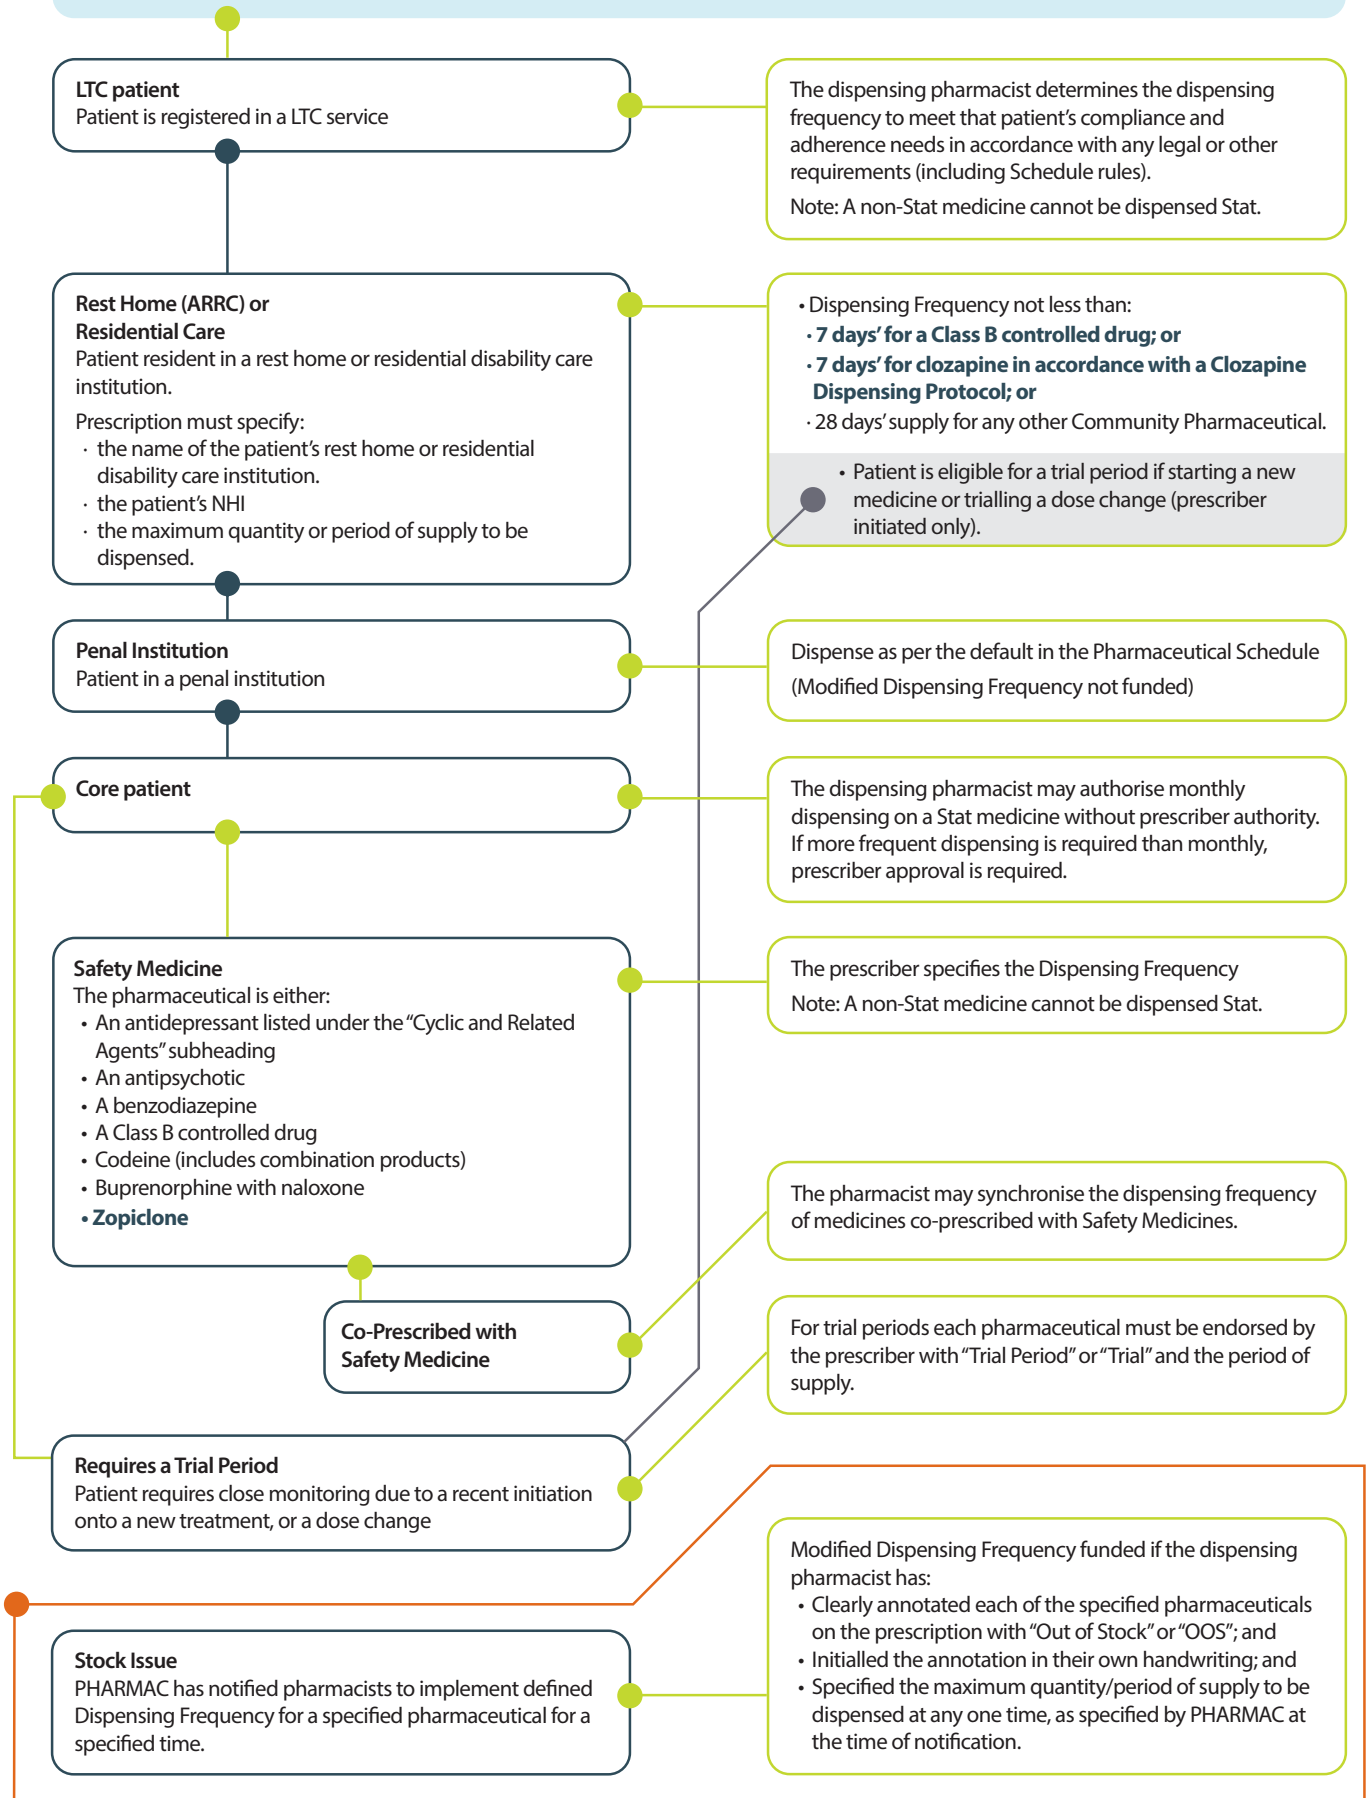 LTC patient
Patient is registered in a LTC service
The dispensing pharmacist determines the dispensing
frequency to meet that patient’s compliance and
adherence needs in accordance with any legal or other
requirements (including Schedule rules).
Note: A non-Stat medicine cannot be dispensed Stat.
Rest Home (ARRC) or
Residential Care
Patient resident in a rest home or residential disability care
institution.
Prescription must specify:
· the name of the patient’s rest home or residential
disability care institution.
· the patient’s NHI
· the maximum quantity or period of supply to be
dispensed.
• Dispensing Frequency not less than:
· 7 days’ for a Class B controlled drug; or
· 7 days’ for clozapine in accordance with a Clozapine
Dispensing Protocol; or
· 28 days’ supply for any other Community Pharmaceutical.
• Patient is eligible for a trial period if starting a new
medicine or trialling a dose change (prescriber
initiated only).
Penal Institution
Patient in a penal institution
Dispense as per the default in the Pharmaceutical Schedule
(Modified Dispensing Frequency not funded)
Core patient
The dispensing pharmacist may authorise monthly
dispensing on a Stat medicine without prescriber authority.
If more frequent dispensing is required than monthly,
prescriber approval is required.
Safety Medicine
The pharmaceutical is either:
• An antidepressant listed under the “Cyclic and Related
Agents” subheading
• An antipsychotic
• A benzodiazepine
• A Class B controlled drug
• Codeine (includes combination products)
• Buprenorphine with naloxone
• Zopiclone
The prescriber specifies the Dispensing Frequency
Note: A non-Stat medicine cannot be dispensed Stat.
Co-Prescribed with
Safety Medicine
The pharmacist may synchronise the dispensing frequency
of medicines co-prescribed with Safety Medicines.
Requires a Trial Period
Patient requires close monitoring due to a recent initiation
onto a new treatment, or a dose change
For trial periods each pharmaceutical must be endorsed by
the prescriber with “Trial Period” or “Trial” and the period of
supply.
Stock Issue
PHARMAC has notified pharmacists to implement defined
Dispensing Frequency for a specified pharmaceutical for a
specified time.
Modified Dispensing Frequency funded if the dispensing
pharmacist has:
• Clearly annotated each of the specified pharmaceuticals
on the prescription with “Out of Stock” or “OOS”; and
• Initialled the annotation in their own handwriting; and
• Specified the maximum quantity/period of supply to be
dispensed at any one time, as specified by PHARMAC at
the time of notification.